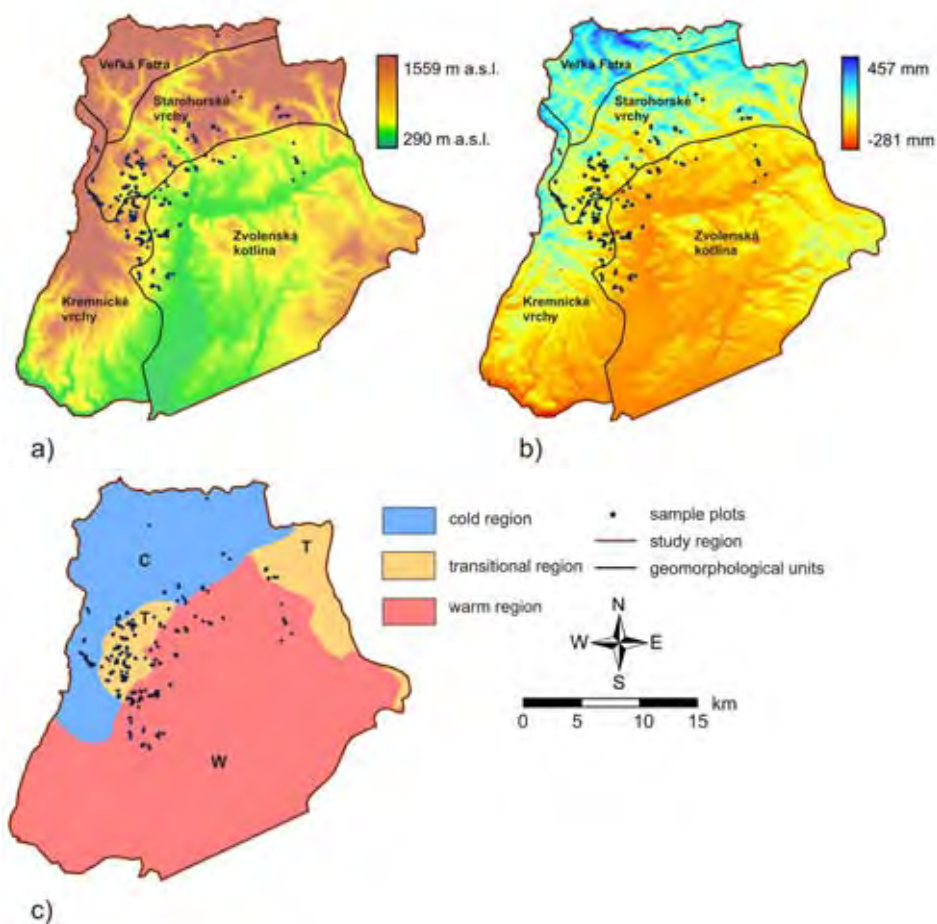 Veľká Fatra
Starohorské
vrchy
Zvolenská
kotlina
Kremnické
vrchy
1559 m a.s.l.
290 m a.s.l.
a)
Veľká Fatra
Starohorské
vrchy
Zvolenská
kotlina
Kremnické
vrchy
457 mm
-281 mm
b)
C
T
T
W
c)
cold region
transitional region
warm region
sample plots
study region
geomorphological units
N
W E
S
km
0 5 10 15